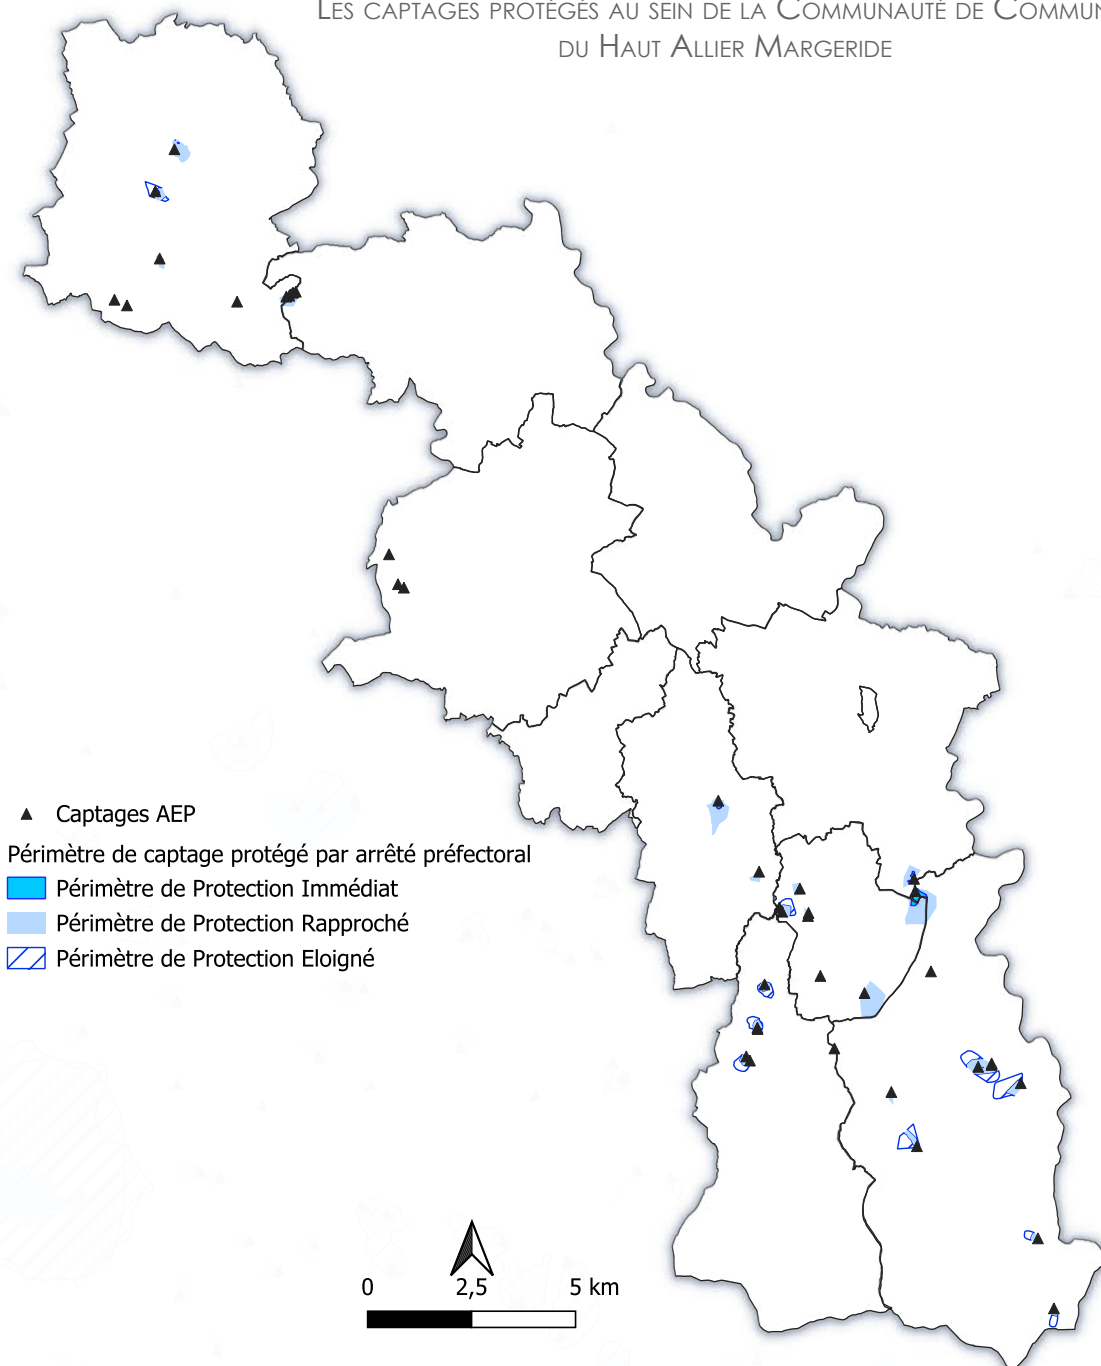 LES CAPTAGES PROTÉGÉS AU SEIN DE LA COMMUNAUTÉ DE COMMUN
DU HAUT ALLIER MARGERIDE
Captages AEP
Périmètre de captage protégé par arrêté préfectoral
Périmètre de Protection Immédiat
Périmètre de Protection Rapproché
Périmètre de Protection Eloigné
0 2,5 5 km